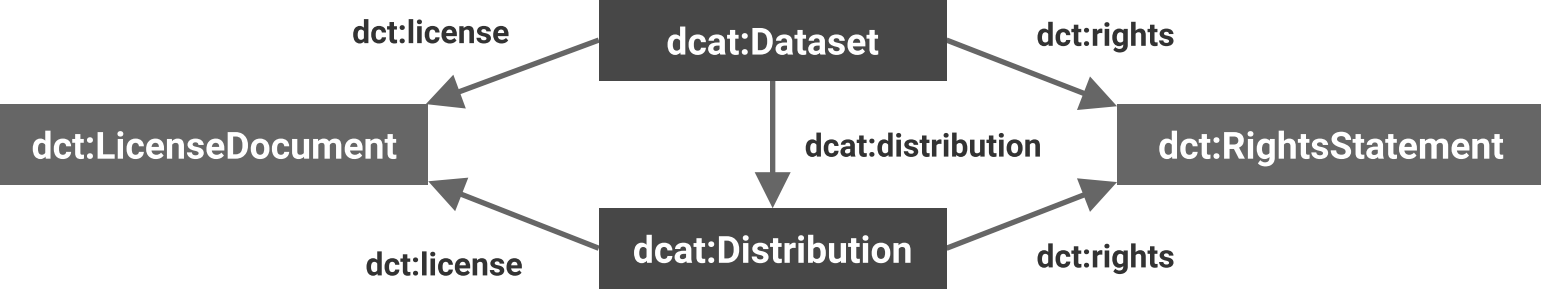 dct:license
dcat:Dataset
dct:rights
dct:LicenseDocument
dcat:distribution
dct:RightsStatement
dct:license
dcat:Distribution
dct:rights